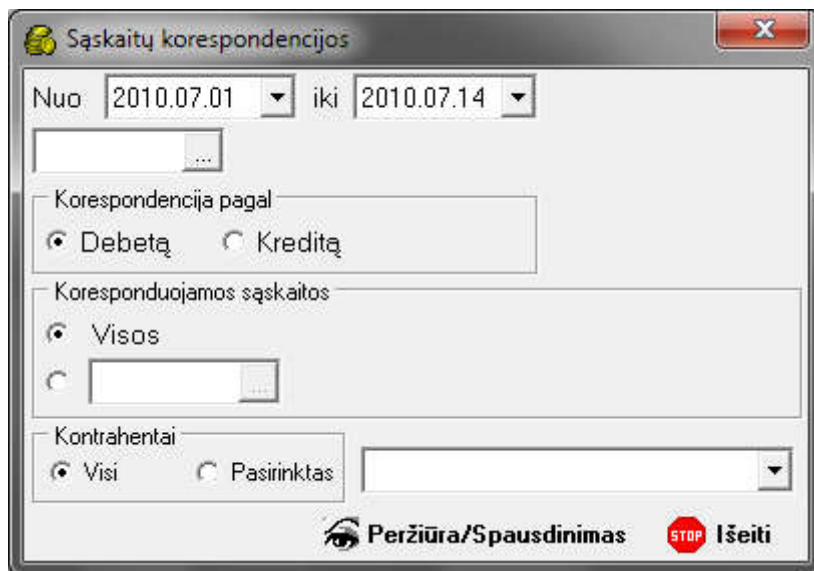 Sąskaitų korespondencijos
Nuo 2010.07.01 iki 2010.07.14
...
Korespondencija pagal
Debetą Kreditą
Koresponduojamos sąskaitos
Visos
...
Kontrahentai
Visi Pasirinktas
Peržiūra/Spausdinimas STOP Išeiti